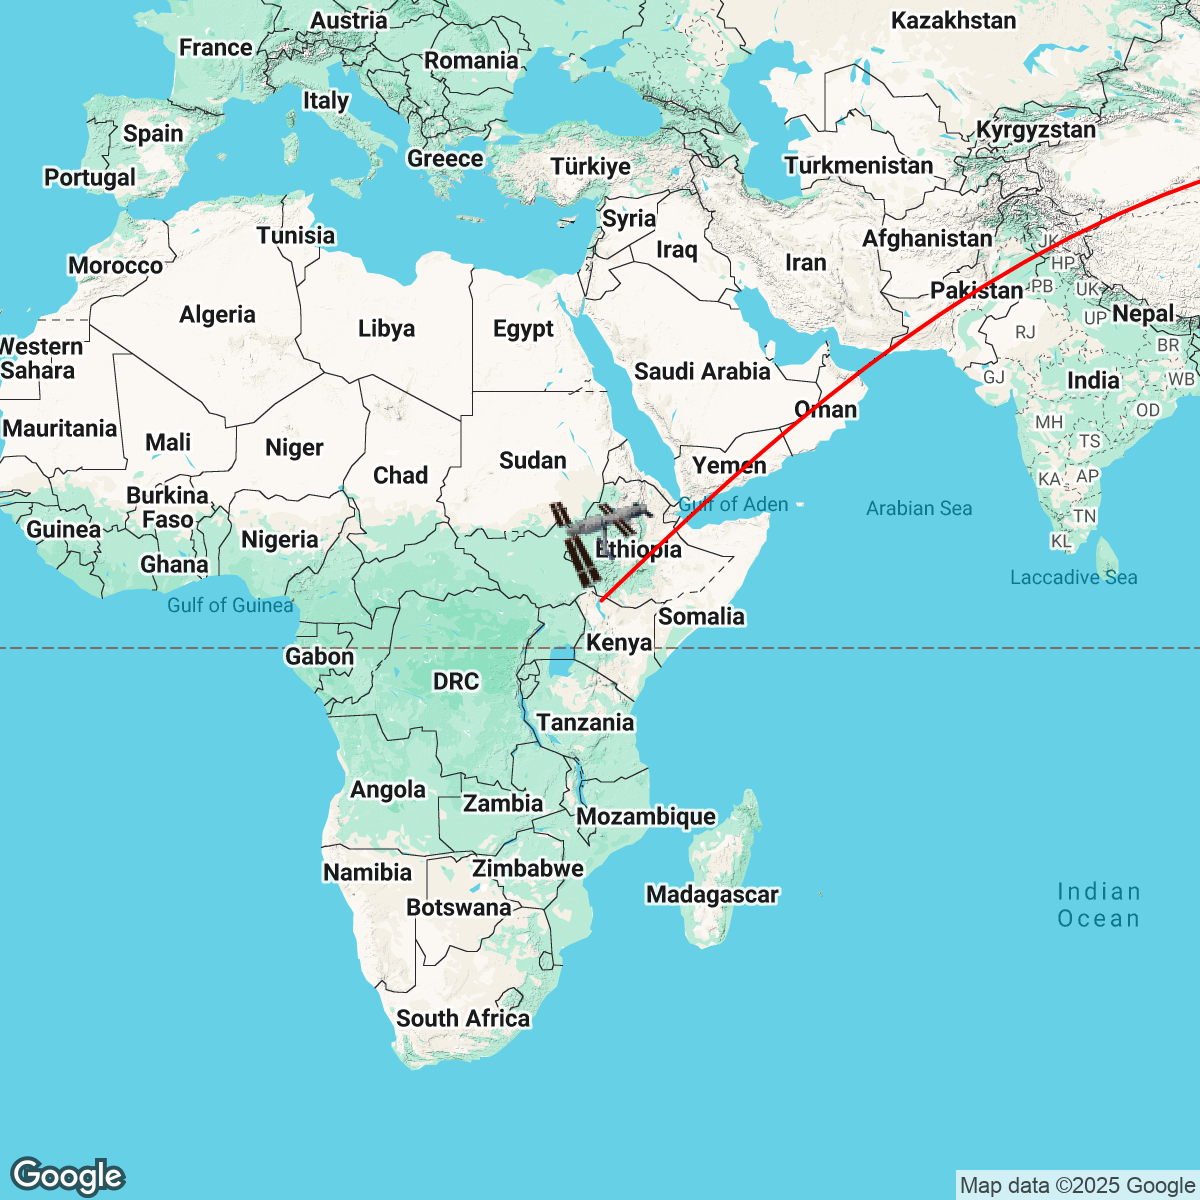 Austria
Kazakhstan
France
Romania
Italy
Spain
Kyrgyzstan
Greece
Türkiye
Turkmenistan
Portugal
Syria
Tunisia
Iraq
Afghanistan
JK
Morocco
Iran
HP
Pakistan
PB
UK
Algeria
Libya
Egypt
Nepal
UP
RJ
Western
Sahara
BR
Saudi Arabia
GJ
India
WB
Oman
OD
Mauritania
Mali
MH
TS
Niger
Sudan
Yemen
Chad
KA
AP
Burkina
Faso
Gulf of Aden
Arabian Sea
TN
Guinea
Nigeria
KL
Ethiopia
Ghana
Laccadive Sea
Gulf of Guinea
Somalia
Kenya
Gabon
DRC
Tanzania
Angola
Zambia
Mozambique
Namibia
Zimbabwe
Madagascar
Indian
Ocean
Botswana
South Africa
Google
Map data ©2025 Google